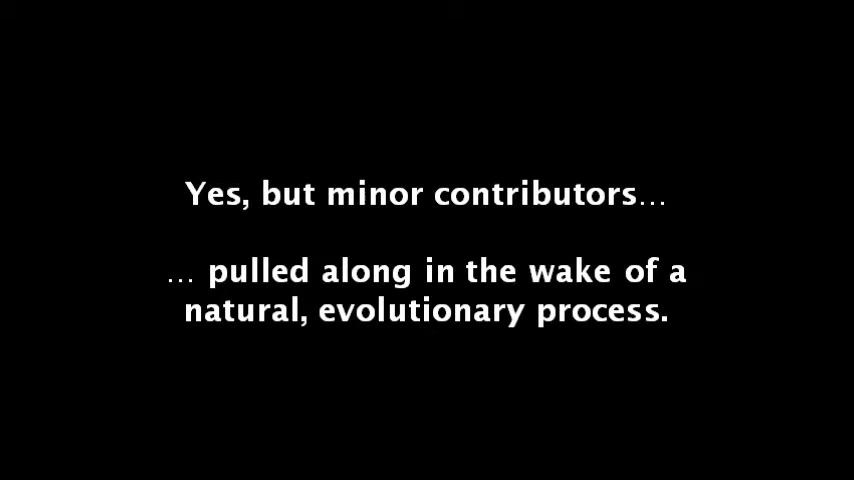 Yes, but minor contributors…
… pulled along in the wake of a
natural, evolutionary process.